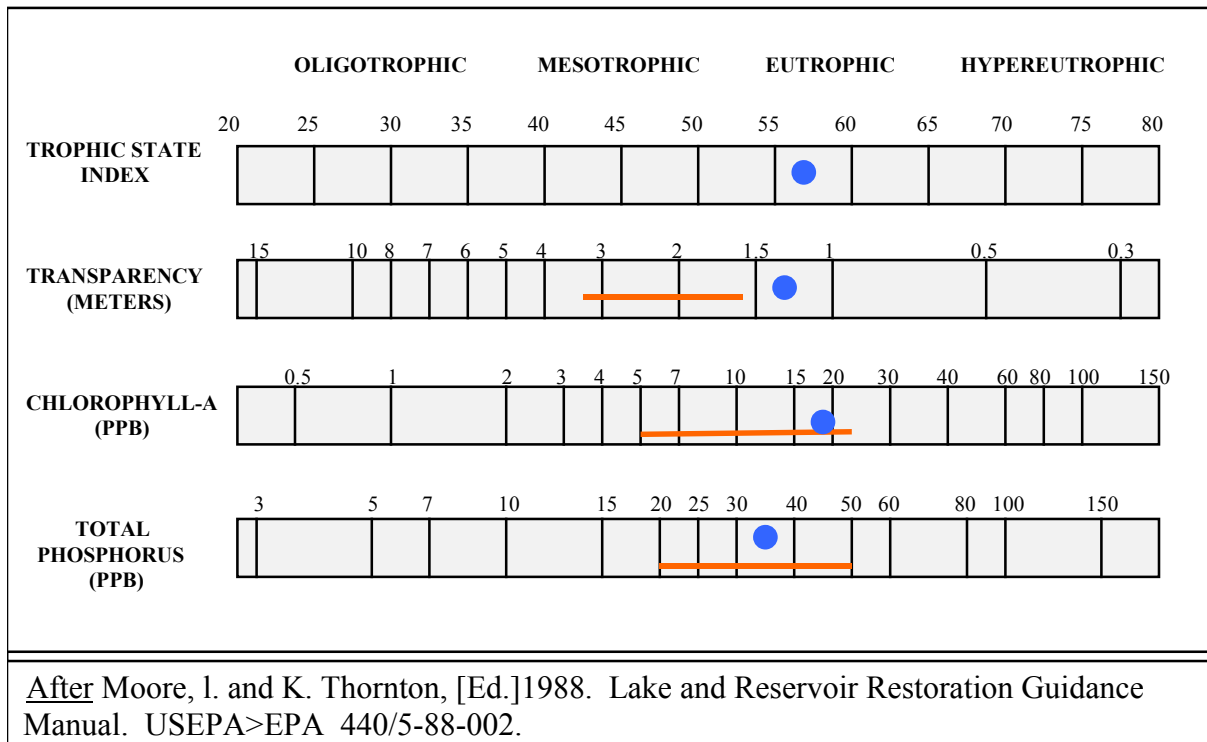 OLIGOTROPHIC MESOTROPHIC EUTROPHIC HYPEREUTROPHIC
20 25 30 35 40 45 50 55 60 65 70 75 80
TROPHIC STATE
INDEX
15 10 8 7 6 5 4 3 2 1.5 1 0.5 0.3
TRANSPARENCY
(METERS)
0.5 1 2 3 4 5 7 10 15 20 30 40 60 80 100 150
CHLOROPHYLL-A
(PPB)
3 5 7 10 15 20 25 30 40 50 60 80 100 150
TOTAL
PHOSPHORUS
(PPB)
After Moore, l. and K. Thornton, [Ed.]1988. Lake and Reservoir Restoration Guidance
Manual. USEPA>EPA 440/5-88-002.